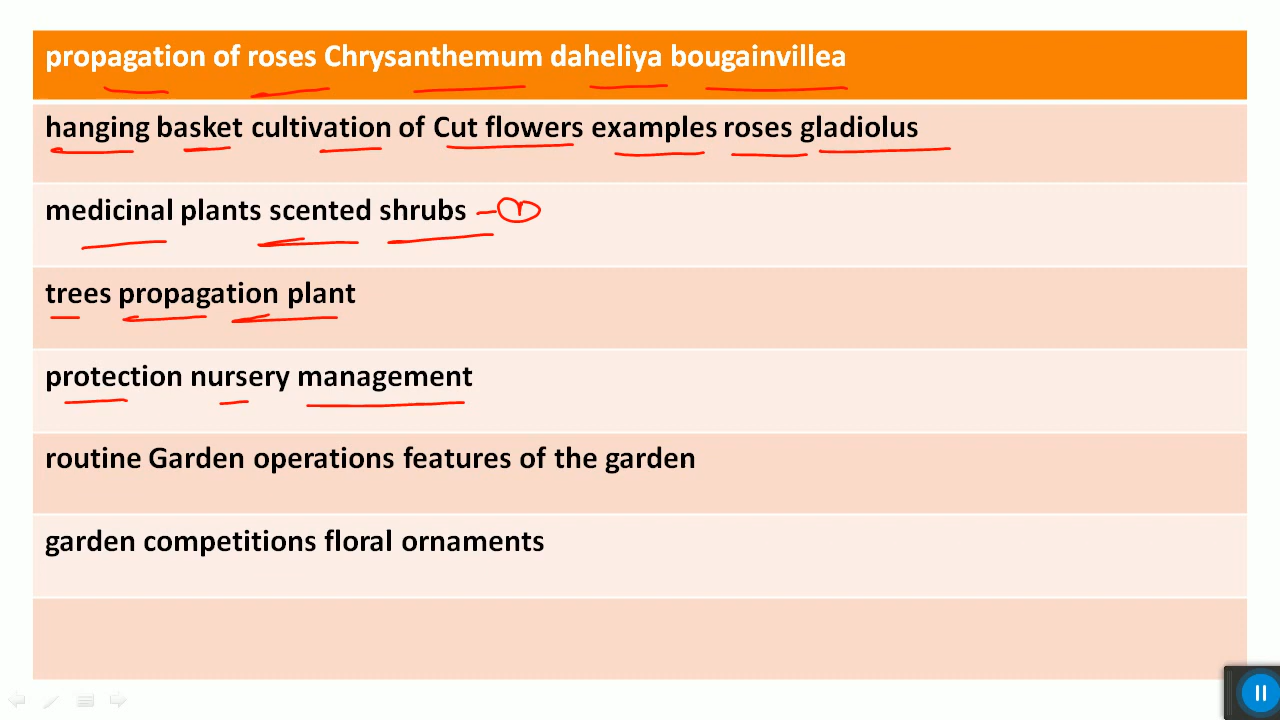 propagation of roses Chrysanthemum daheliya bougainvillea
hanging basket cultivation of Cut flowers examples roses gladiolus
medicinal plants scented shrubs
trees propagation plant
protection nursery management
routine Garden operations features of the garden
garden competitions floral ornaments